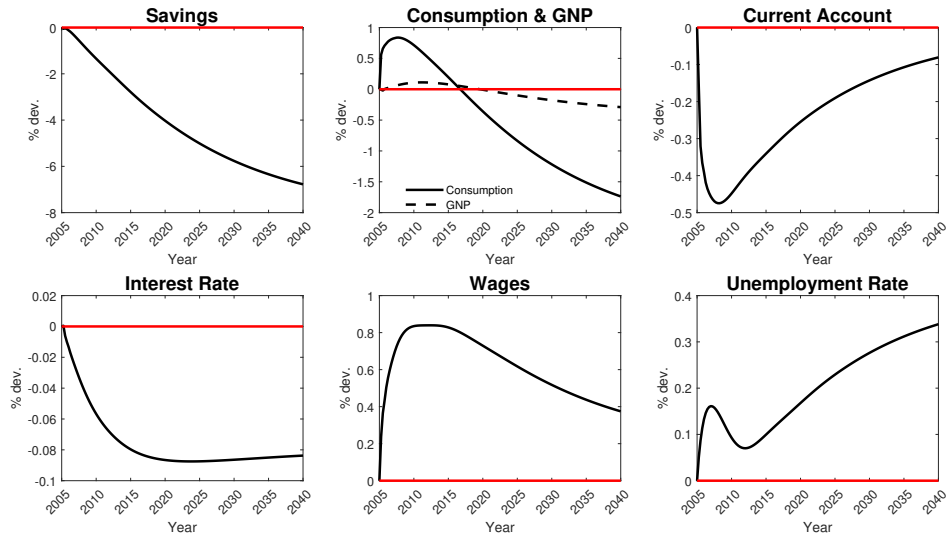 Savings
0
-2
-4
-6
-8
% dev.
2005 2010 2015 2020 2025 2030 2035 2040
Year
Consumption & GNP
1
0.5
0
-0.5
-1
-1.5
-2
% dev.
Consumption
GNP
2005 2010 2015 2020 2025 2030 2035 2040
Year
Current Account
0
-0.1
-0.2
-0.3
-0.4
-0.5
% dev.
2005 2010 2015 2020 2025 2030 2035 2040
Year
Interest Rate
0.02
0
-0.02
-0.04
-0.06
-0.08
-0.1
% dev.
2005 2010 2015 2020 2025 2030 2035 2040
Year
Wages
1
0.8
0.6
0.4
0.2
0
% dev.
2005 2010 2015 2020 2025 2030 2035 2040
Year
Unemployment Rate
0.4
0.3
0.2
0.1
0
% dev.
2005 2010 2015 2020 2025 2030 2035 2040
Year